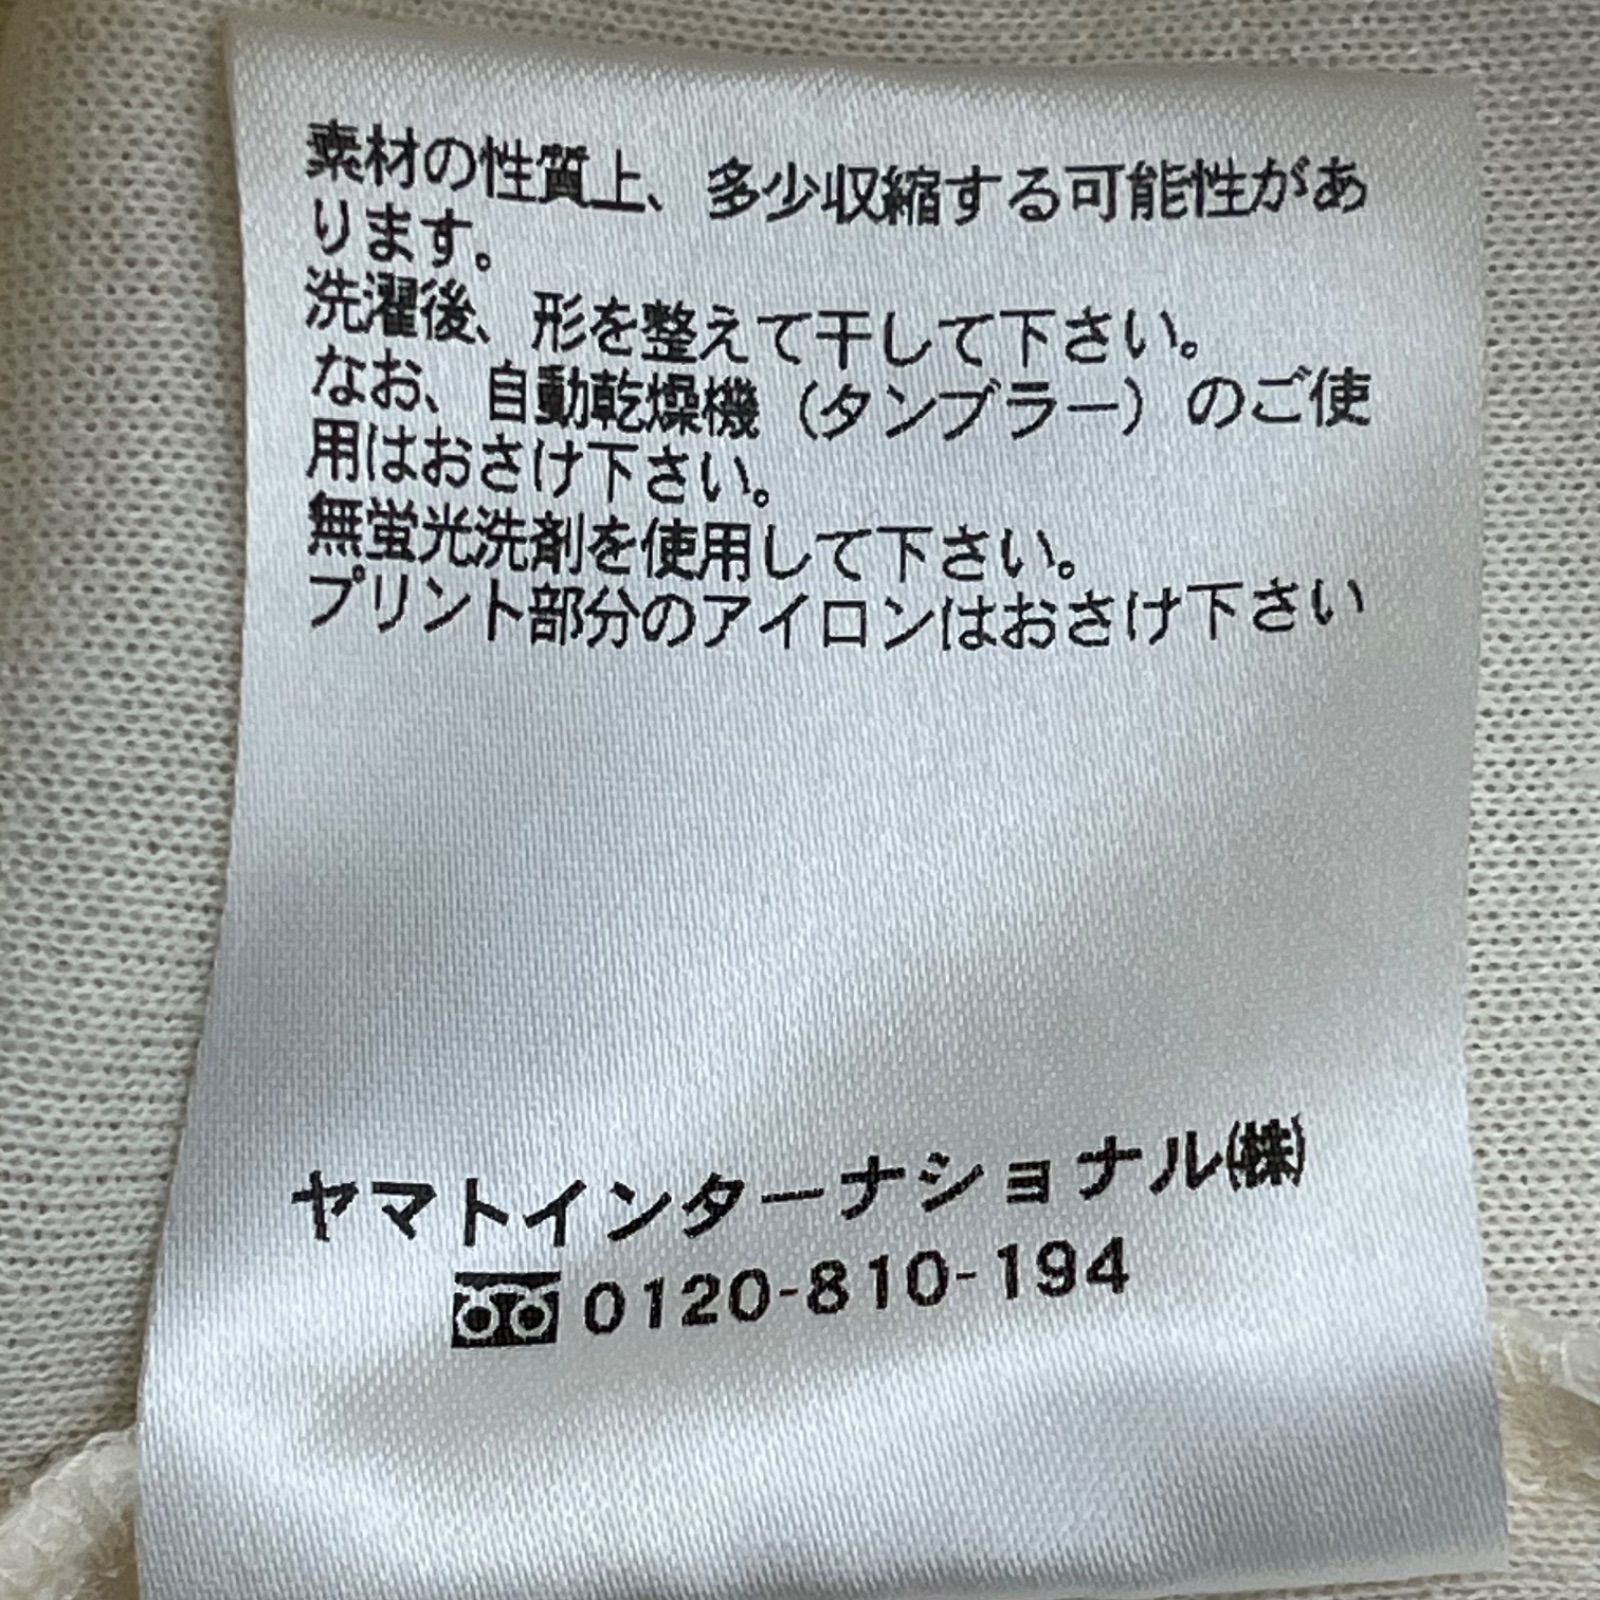 素材の性質上、多少収縮する可能性があ
ります。
洗濯後、形を整えて干して下さい。
なお、自動乾燥機（タンブラー）のご使
用はおさけ下さい。
無蛍光洗剤を使用して下さい。
プリント部分のアイロンはおさけ下さい
ヤマトインターナショナル㈱
0120-810-194